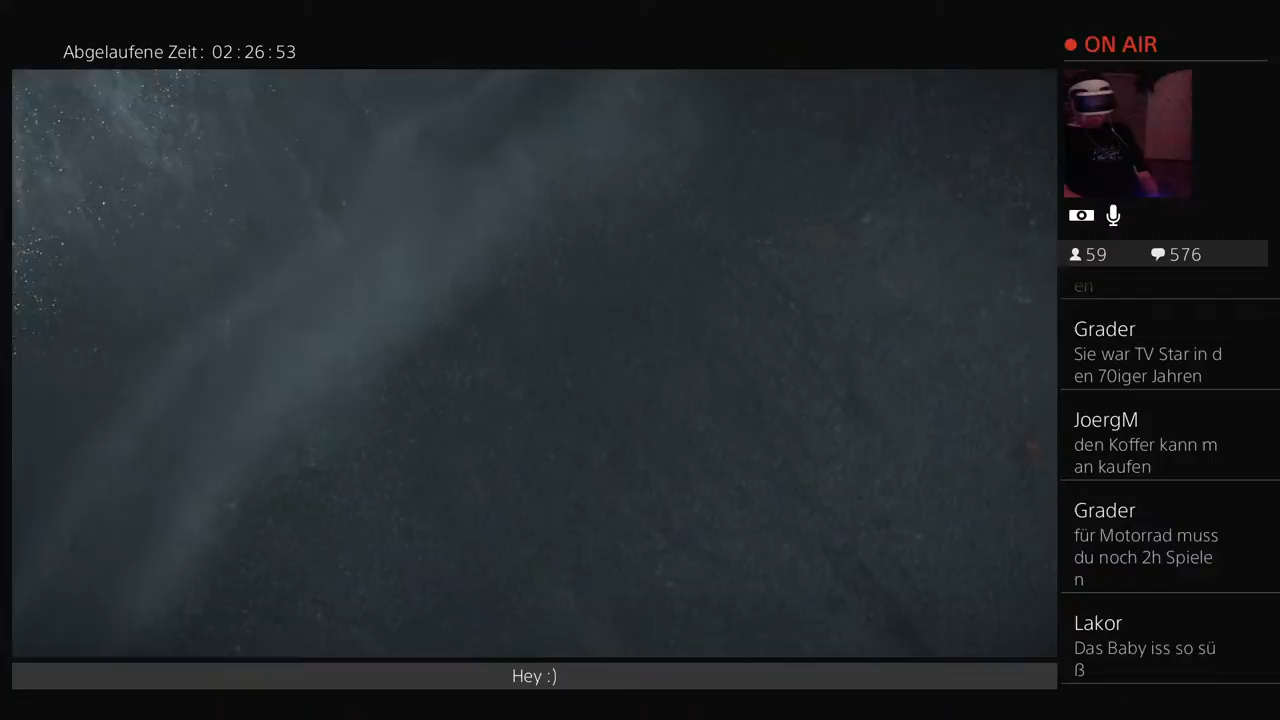 Abgelaufene Zeit: 02:26:53
ON AIR
59 576
en
Grader
Sie war TV Star in d
en 70iger Jahren
JoergM
den Koffer kann m
an kaufen
Grader
für Motorrad muss
du noch 2h Spiele
n
Lakor
Das Baby iss so sü
ß
Hey :)